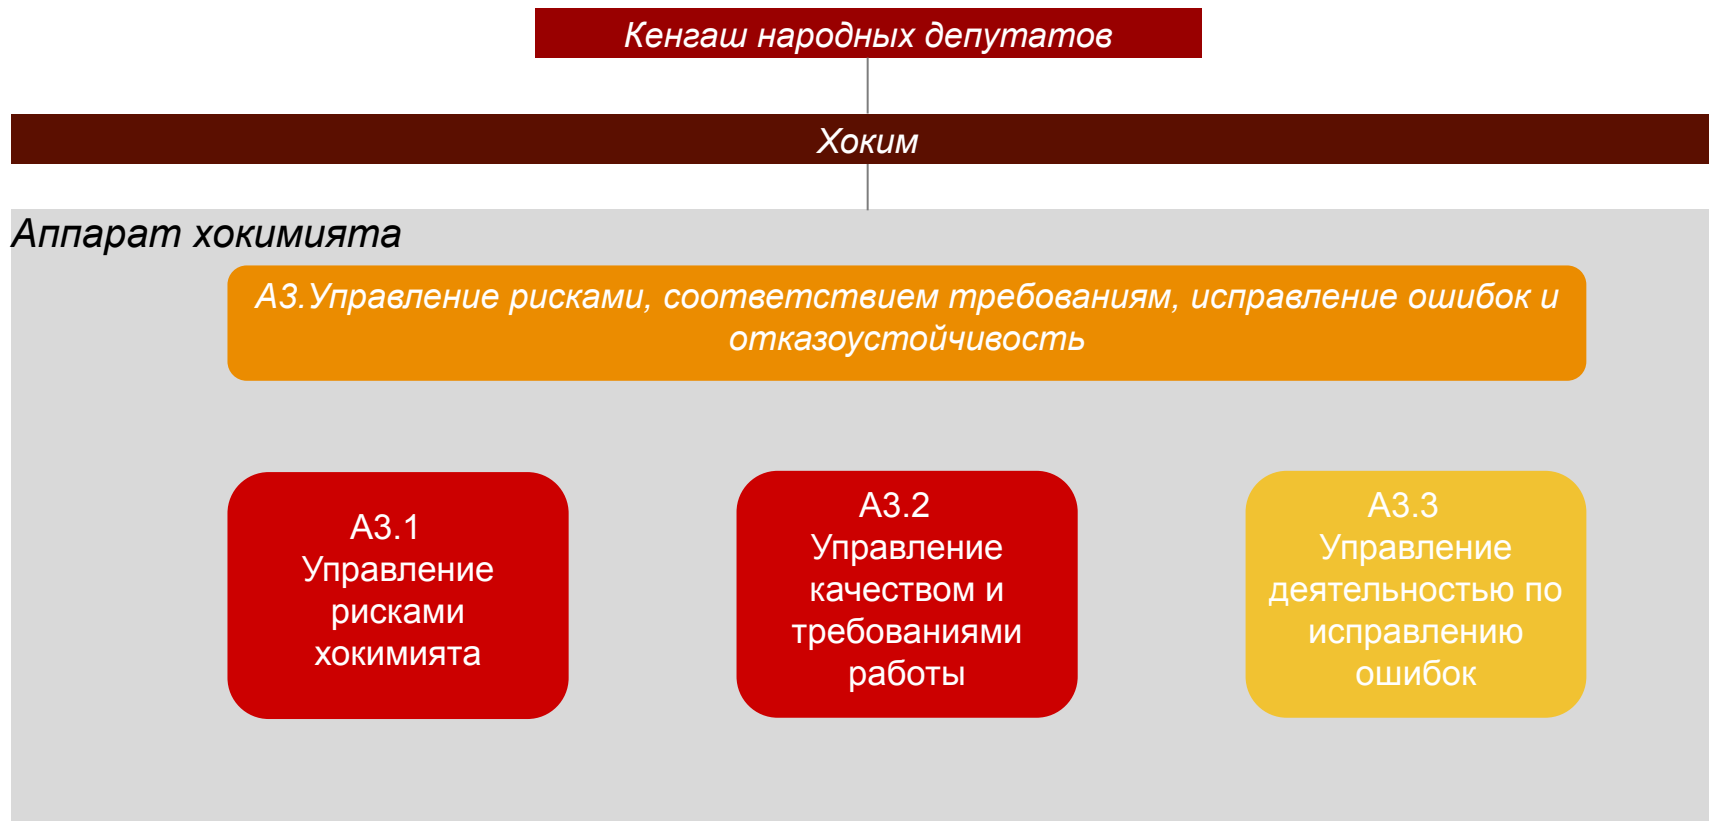 Кенгаш народных депутатов
Хоким
Аппарат хокимията
А3.Управление рисками, соответствием требованиям, исправление ошибок и
отказоустойчивость
А3.1
Управление
рисками
хокимията
А3.2
Управление
качеством и
требованиями
работы
А3.3
Управление
деятельностью по
исправлению
ошибок